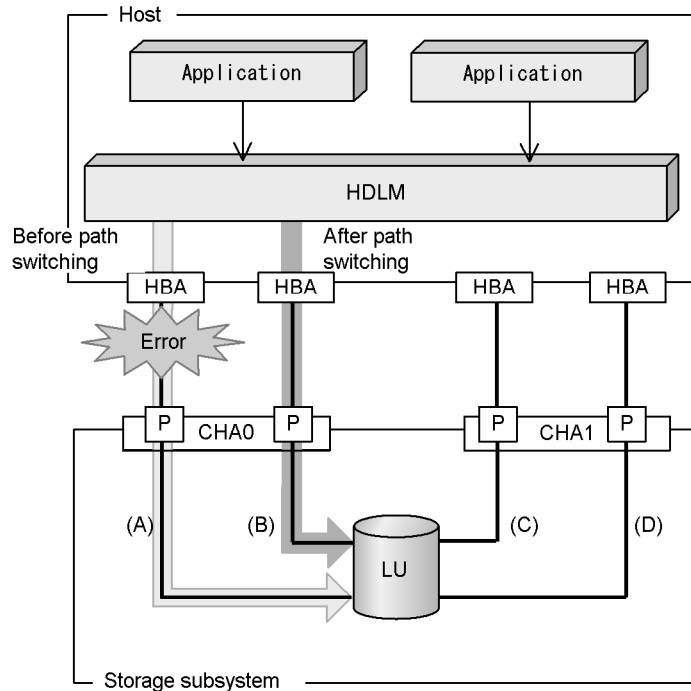 Host
Application
Application
HDLM
Before path
switching
After path
switching
HBA
HBA
HBA
HBA
Error
P
CHA0
P
P
CHA1
P
(A)
(B)
(C)
(D)
LU
Storage subsystem